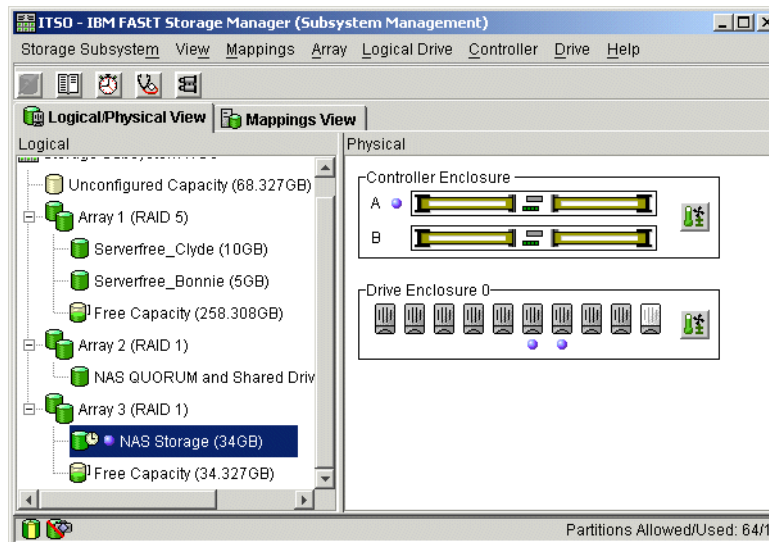 ITSO - IBM FAStT Storage Manager (Subsystem Management)
Storage Subsystem View Mappings Array Logical Drive Controller Drive Help
Logical/Physical View Mappings View
Logical
Unconfigured Capacity (68.327GB)
Array 1 (RAID 5)
Serverfree_Clyde (10GB)
Serverfree_Bonnie (5GB)
Free Capacity (258.308GB)
Array 2 (RAID 1)
NAS QUORUM and Shared Driv
Array 3 (RAID 1)
NAS Storage (34GB)
Free Capacity (34.327GB)
Physical
Controller Enclosure
A
B
Drive Enclosure 0
Partitions Allowed/Used: 64/1